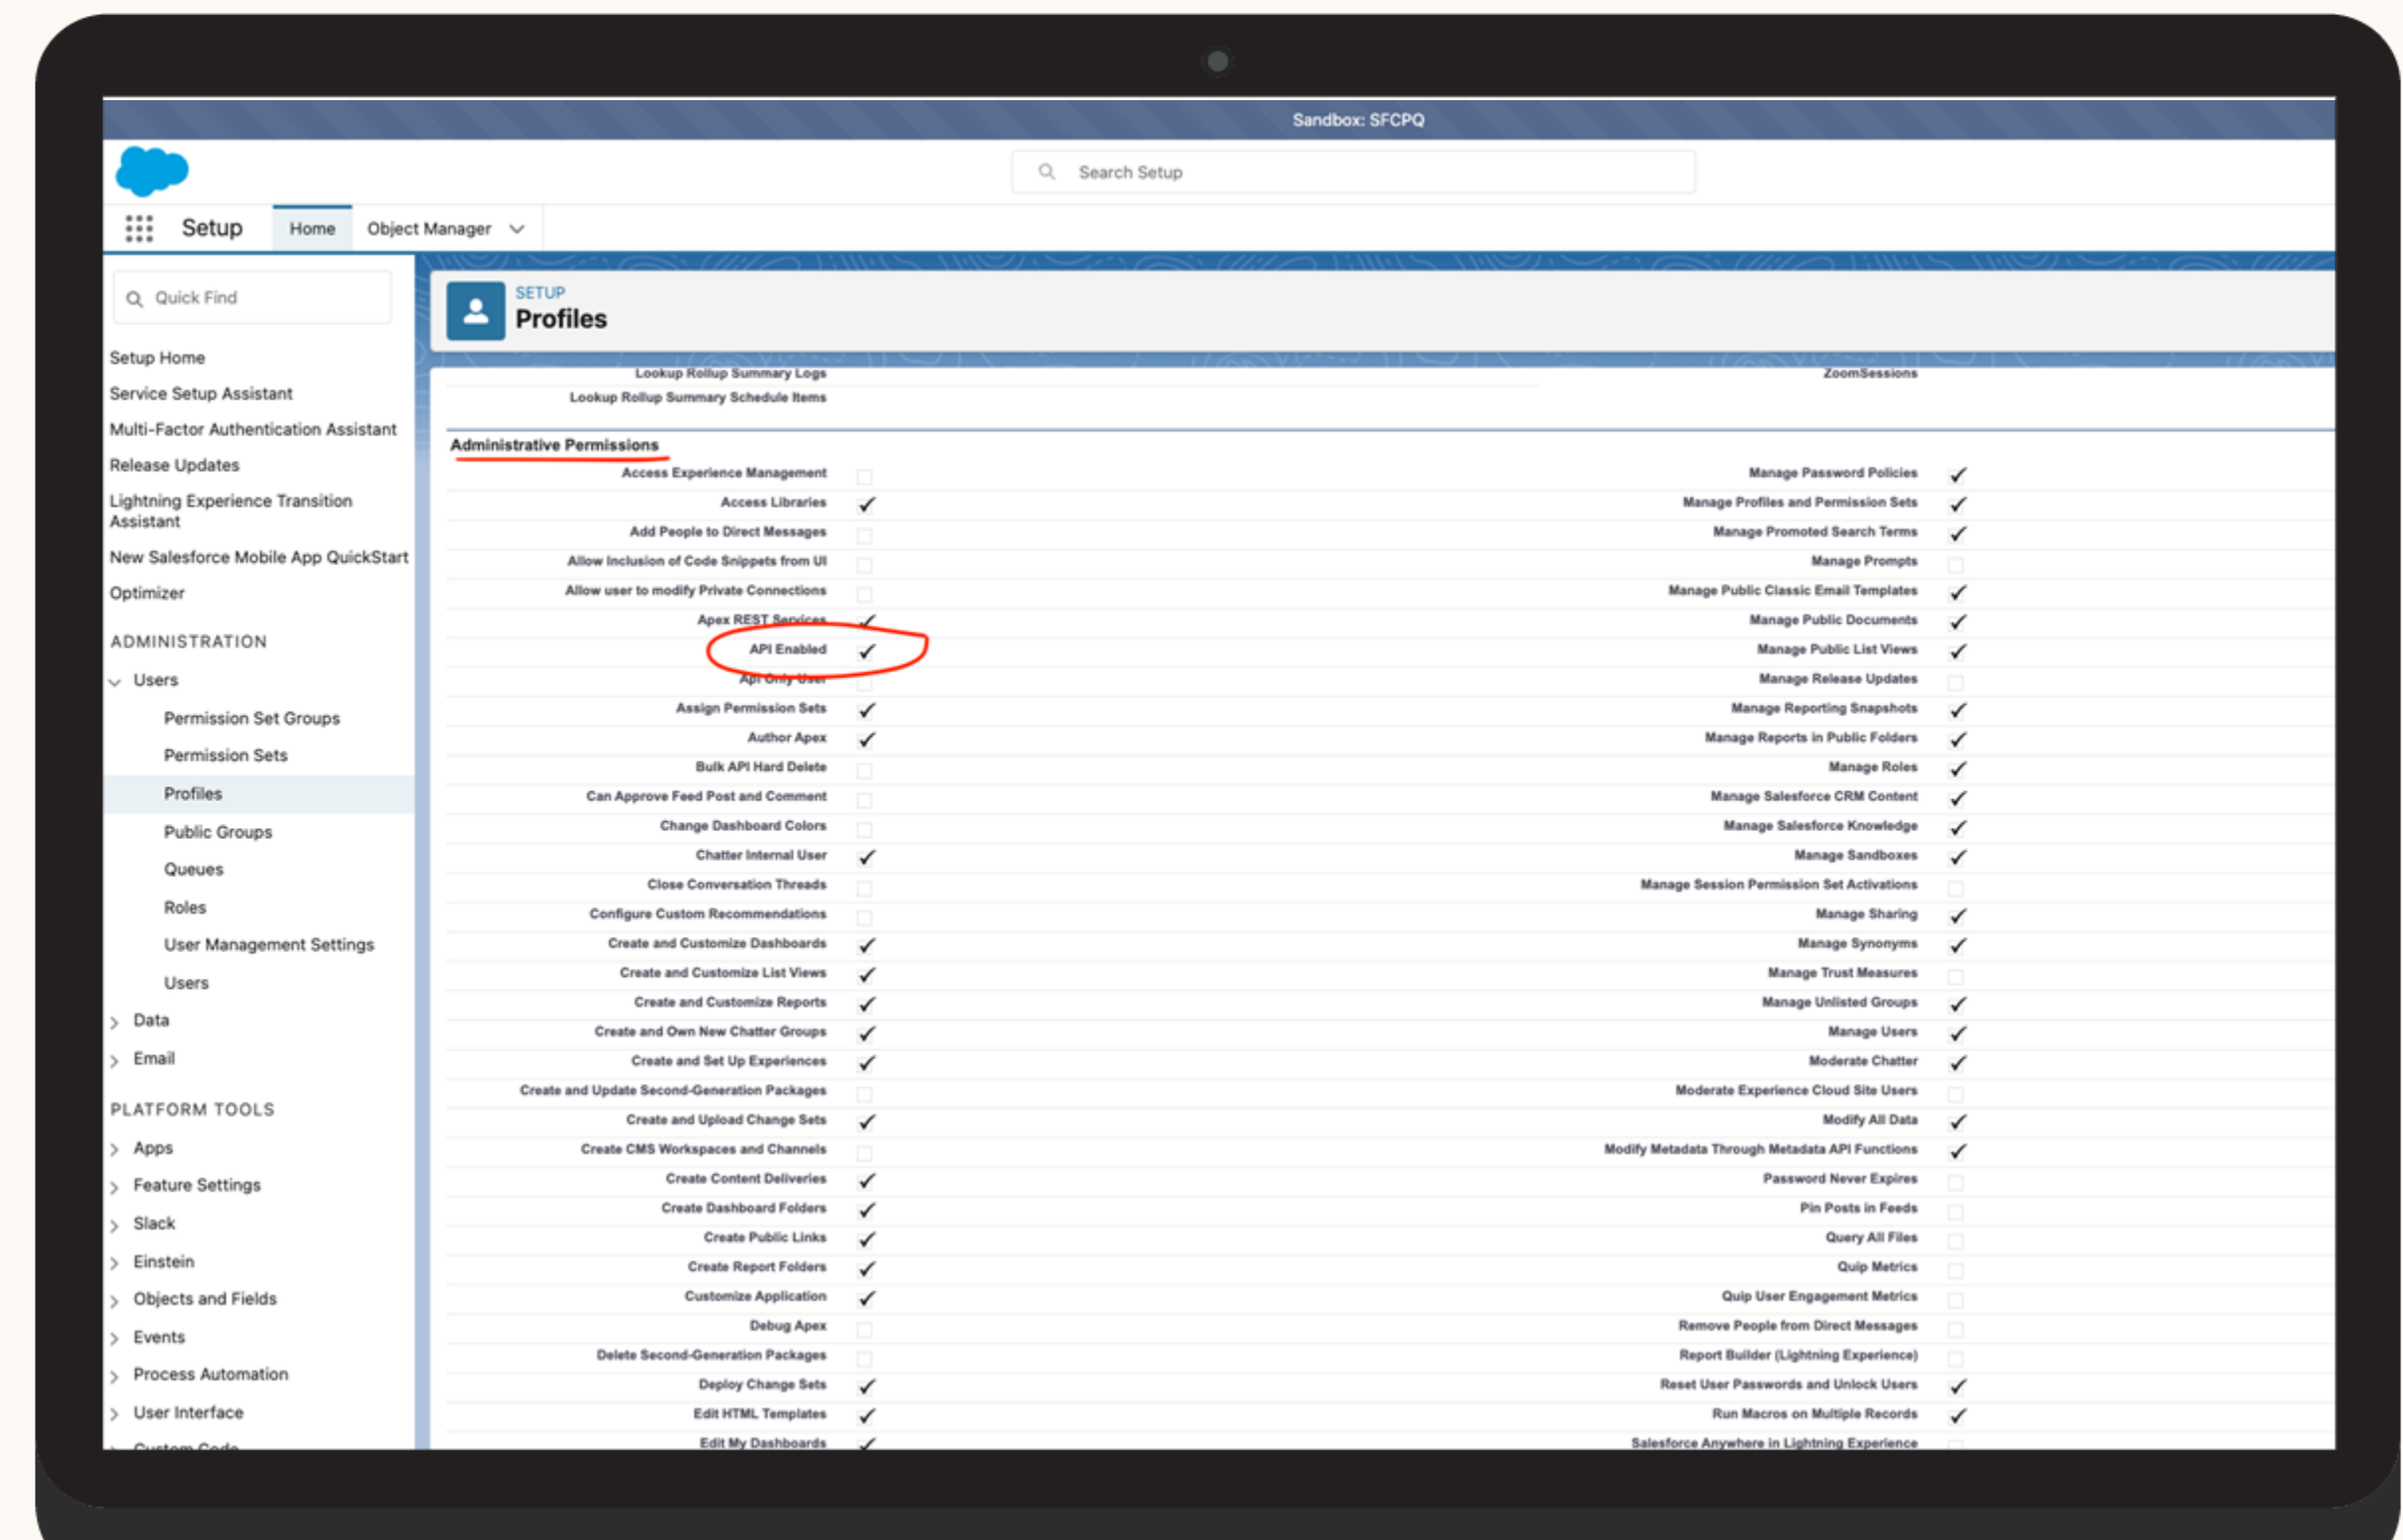 Sandbox: SFCPQ
Search Setup
Setup
Home
Object Manager
Quick Find
Setup Home
Service Setup Assistant
Multi-Factor Authentication Assistant
Release Updates
Lightning Experience Transition
Assistant
New Salesforce Mobile App QuickStart
Optimizer
ADMINISTRATION
Users
Permission Set Groups
Permission Sets
Profiles
Public Groups
Queues
Roles
User Management Settings
Users
Data
Email
PLATFORM TOOLS
Apps
Feature Settings
Slack
Einstein
Objects and Fields
Events
Process Automation
User Interface
Custom Code
SETUP
Profiles
Lookup Rollup Summary Logs
Lookup Rollup Summary Schedule Items
ZoomSessions
Administrative Permissions
Access Experience Management
Access Libraries
Add People to Direct Messages
Allow Inclusion of Code Snippets from UI
Allow user to modify Private Connections
Apex REST Services
API Enabled
Api Only User
Assign Permission Sets
Author Apex
Bulk API Hard Delete
Can Approve Feed Post and Comment
Change Dashboard Colors
Chatter Internal User
Close Conversation Threads
Configure Custom Recommendations
Create and Customize Dashboards
Create and Customize List Views
Create and Customize Reports
Create and Own New Chatter Groups
Create and Set Up Experiences
Create and Update Second-Generation Packages
Create and Upload Change Sets
Create CMS Workspaces and Channels
Create Content Deliveries
Create Dashboard Folders
Create Public Links
Create Report Folders
Customize Application
Debug Apex
Delete Second-Generation Packages
Deploy Change Sets
Edit HTML Templates
Edit My Dashboards
Manage Password Policies
Manage Profiles and Permission Sets
Manage Promoted Search Terms
Manage Prompts
Manage Public Classic Email Templates
Manage Public Documents
Manage Public List Views
Manage Release Updates
Manage Reporting Snapshots
Manage Reports in Public Folders
Manage Roles
Manage Salesforce CRM Content
Manage Salesforce Knowledge
Manage Sandboxes
Manage Session Permission Set Activations
Manage Sharing
Manage Synonyms
Manage Trust Measures
Manage Unlisted Groups
Manage Users
Moderate Chatter
Moderate Experience Cloud Site Users
Modify All Data
Modify Metadata Through Metadata API Functions
Password Never Expires
Pin Posts in Feeds
Query All Files
Quip Metrics
Quip User Engagement Metrics
Remove People from Direct Messages
Report Builder (Lightning Experience)
Reset User Passwords and Unlock Users
Run Macros on Multiple Records
Salesforce Anywhere in Lightning Experience